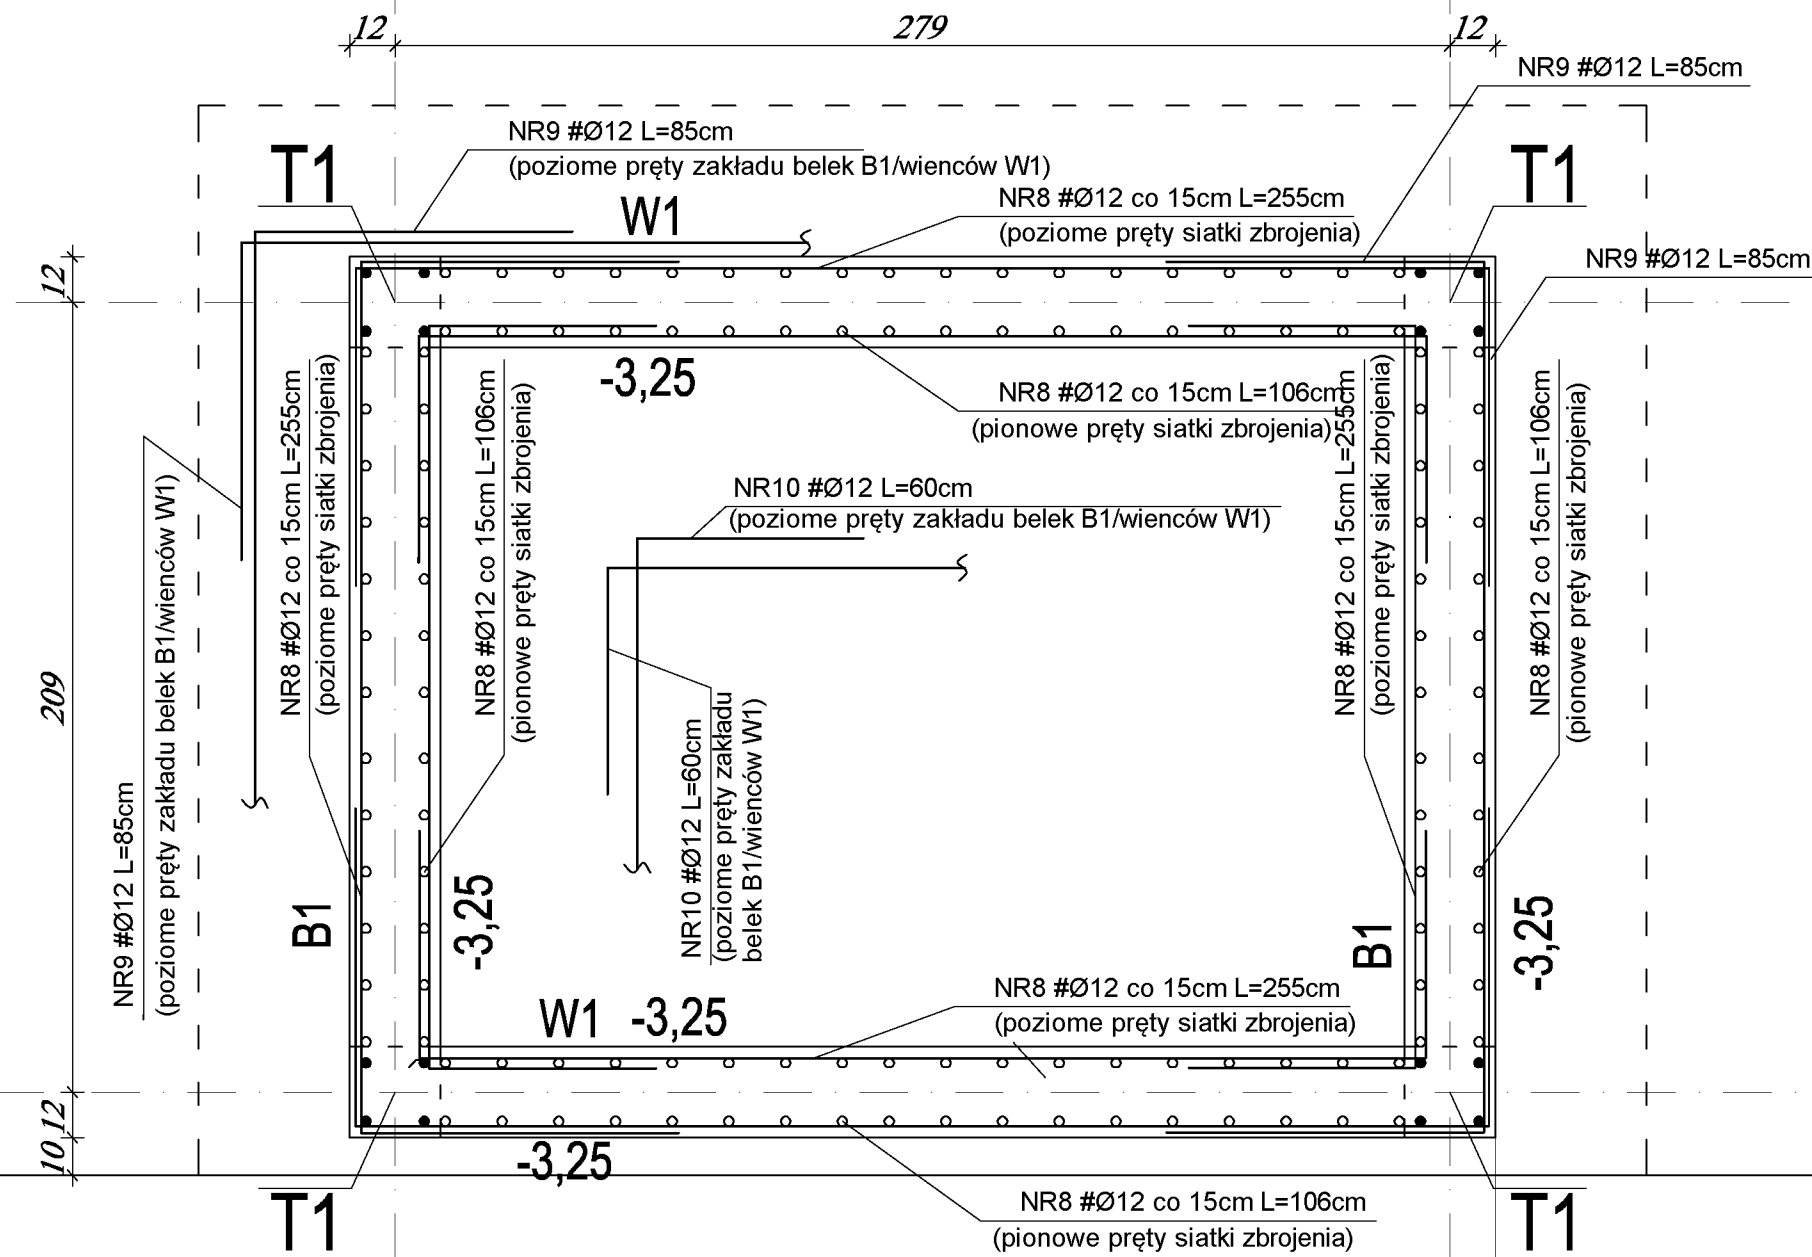 12
279
12
NR9 #Ø12 L=85cm
NR9 #Ø12 L=85cm
(poziome pręty zakładu belek B1/wienców W1)
T1
T1
NR8 #Ø12 co 15cm L=255cm
(poziome pręty siatki zbrojenia)
W1
NR9 #Ø12 L=85cm
12
-3,25
NR8 #Ø12 co 15cm L=106cm
(pionowe pręty siatki zbrojenia)
NR8 #Ø12 co 15cm L=255cm
(poziome pręty siatki zbrojenia)
NR8 #Ø12 co 15cm L=106cm
(pionowe pręty siatki zbrojenia)
NR8 #Ø12 co 15cm L=255cm
(poziome pręty siatki zbrojenia)
NR8 #Ø12 co 15cm L=106cm
(pionowe pręty siatki zbrojenia)
NR10 #Ø12 L=60cm
(poziome pręty zakładu belek B1/wienców W1)
209
NR9 #Ø12 L=85cm
(poziome pręty zakładu belek B1/wienców W1)
NR10 #Ø12 L=60cm
(poziome pręty zakładu
belek B1/wienców W1)
B1
-3,25
B1
-3,25
W1 -3,25
NR8 #Ø12 co 15cm L=255cm
(poziome pręty siatki zbrojenia)
12
10
-3,25
T1
T1
NR8 #Ø12 co 15cm L=106cm
(pionowe pręty siatki zbrojenia)